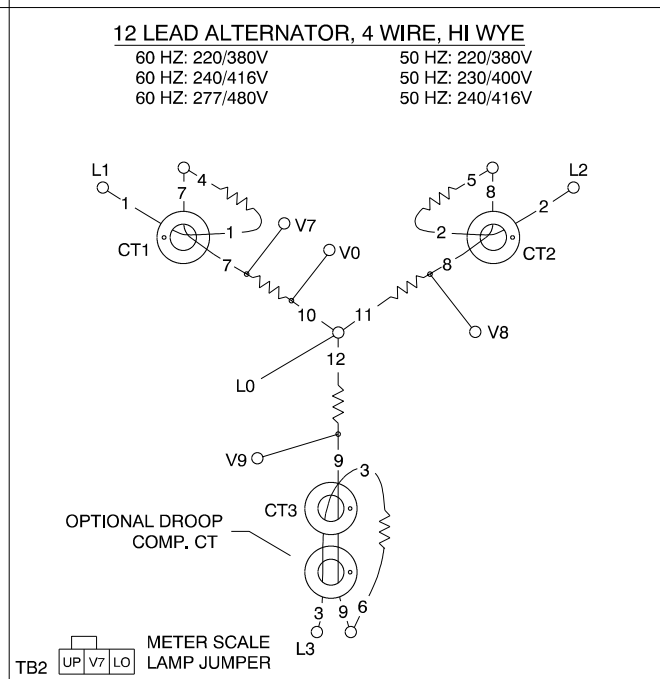 12 LEAD ALTERNATOR, 4 WIRE, HI WYE
60 HZ: 220/380V 50 HZ: 220/380V
60 HZ: 240/416V 50 HZ: 230/400V
60 HZ: 277/480V 50 HZ: 240/416V
L1 4 5 L2
1 7 8 2
CT1 1 V7 2 CT2
7 V0 8
10 11 V8
12
L0
V9 9 3
CT3
OPTIONAL DROOP
COMP. CT
3 9 6
L3
METER SCALE
TB2 UP V7 LO LAMP JUMPER